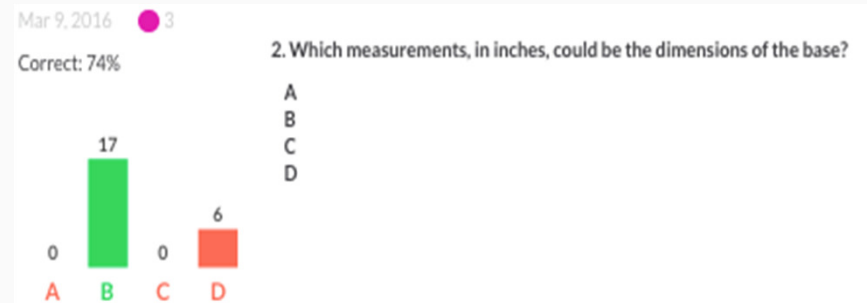 Mar 9, 2016 3
Correct: 74%
2. Which measurements, in inches, could be the dimensions of the base?
A
B
C
D
17
6
0
0
A B C D